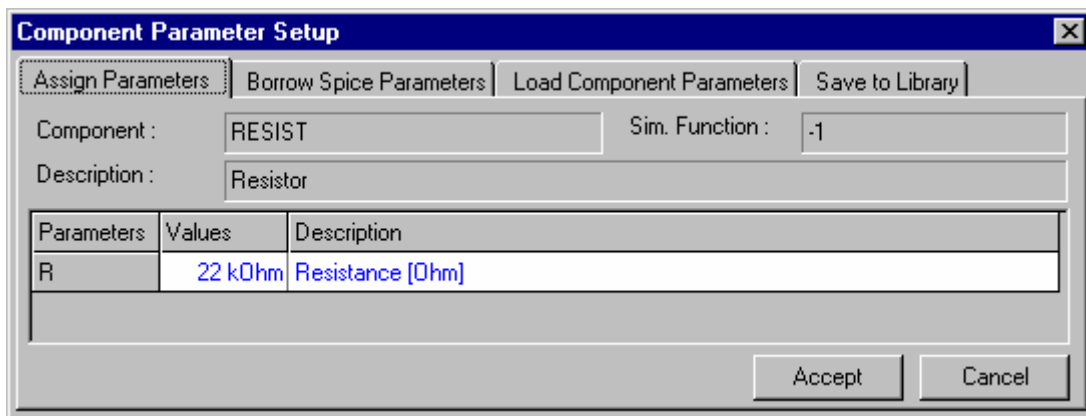 Component Parameter Setup
Assign Parameters Borrow Spice Parameters Load Component Parameters Save to Library
Component : RESIST Sim. Function : -1
Description : Resistor
Parameters Values Description
R 22 kOhm Resistance [Ohm]
Accept Cancel